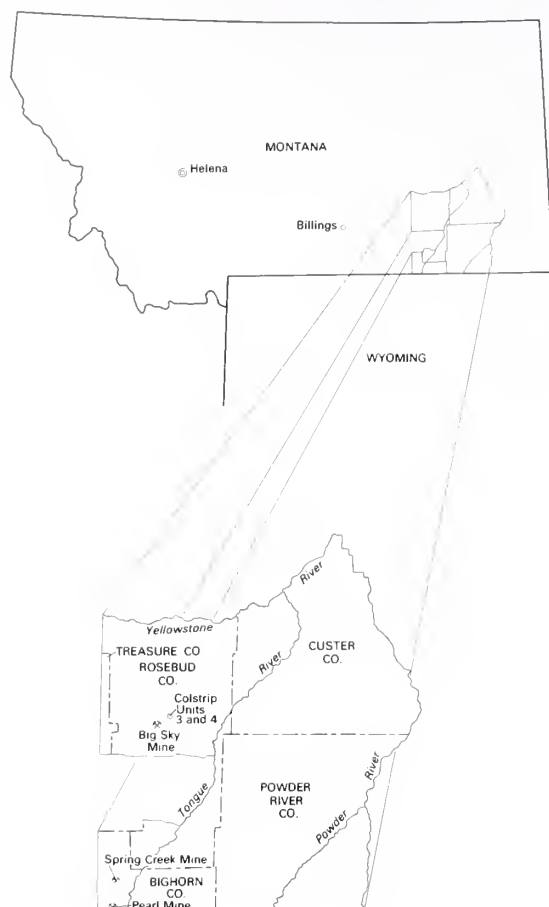 MONTANA
Helena
Billings
WYOMING
River
Yellowstone
TREASURE CO
ROSEBUD
CO.
River
CUSTER
CO.
Colstrip
Units
3 and 4
Big Sky
Mine
Tongue
POWDER
RIVER
CO.
River
Powder
Spring Creek Mine
BIGHORN
CO.
Pearl Mine